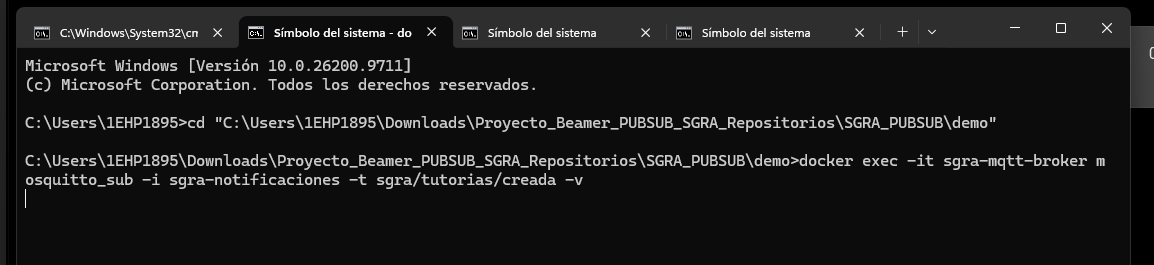 C:\Windows\System32\cm
Símbolo del sistema - do
Símbolo del sistema
Símbolo del sistema
Microsoft Windows [Versión 10.0.26200.9711]
(c) Microsoft Corporation. Todos los derechos reservados.
C:\Users\1EHP1895>cd "C:\Users\1EHP1895\Downloads\Proyecto_Beamer_PUBSUB_SGRA_Repositorios\SGRA_PUBSUB\demo"
C:\Users\1EHP1895\Downloads\Proyecto_Beamer_PUBSUB_SGRA_Repositorios\SGRA_PUBSUB\demo>docker exec -it sgra-mqtt-broker m
osquitto_sub -i sgra-notificaciones -t sgra/tutorias/creada -v